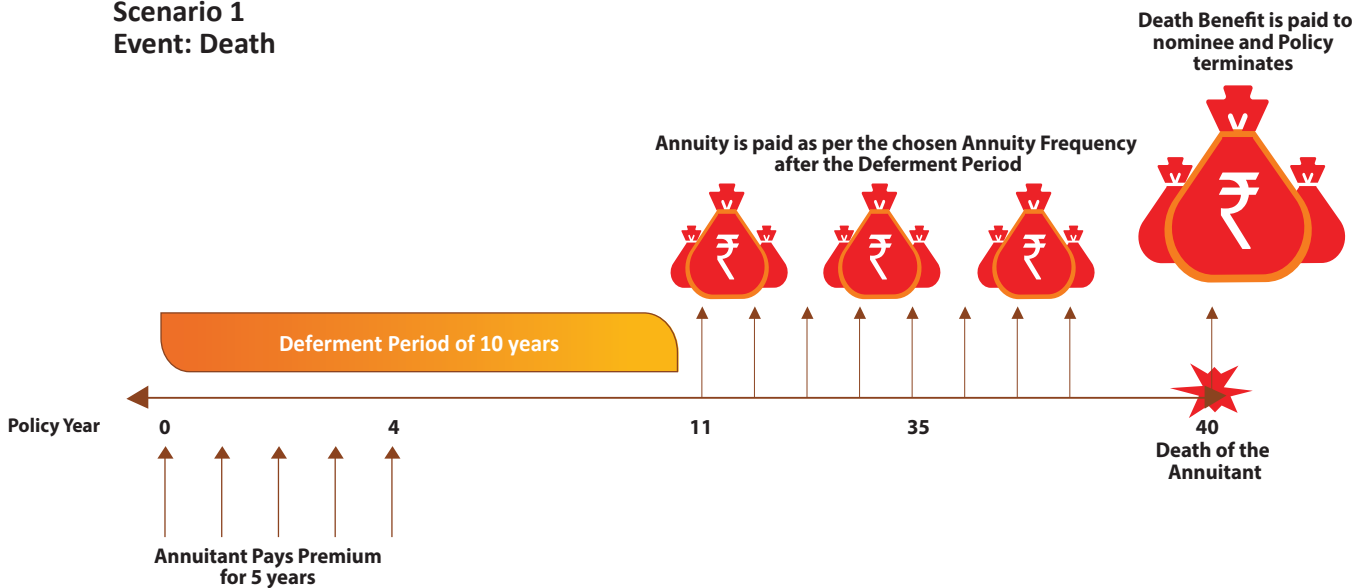 Scenario 1
Event: Death
Death Benefit is paid to
nominee and Policy
terminates
Annuity is paid as per the chosen Annuity Frequency
after the Deferment Period
₹ ₹ ₹ ₹
Deferment Period of 10 years
Policy Year 0 4 11 35 40
Death of the
Annuitant
Annuitant Pays Premium
for 5 years